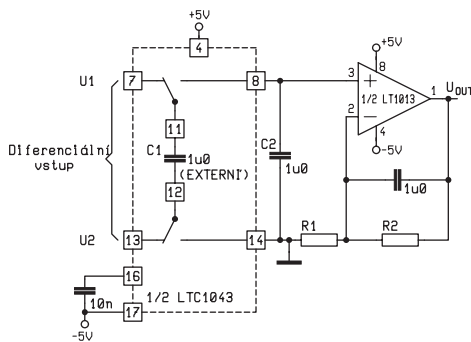 +5V
4
U1
7
8
11
C1
1u0
(EXTERNÍ)
12
Diferenciální
vstup
U2
13
14
16
10n
17
-5V
1/2 LTC1043
C2
1u0
+5V
3
8
1
UOUT
1/2 LT1013
2
4
-5V
1u0
R1
R2